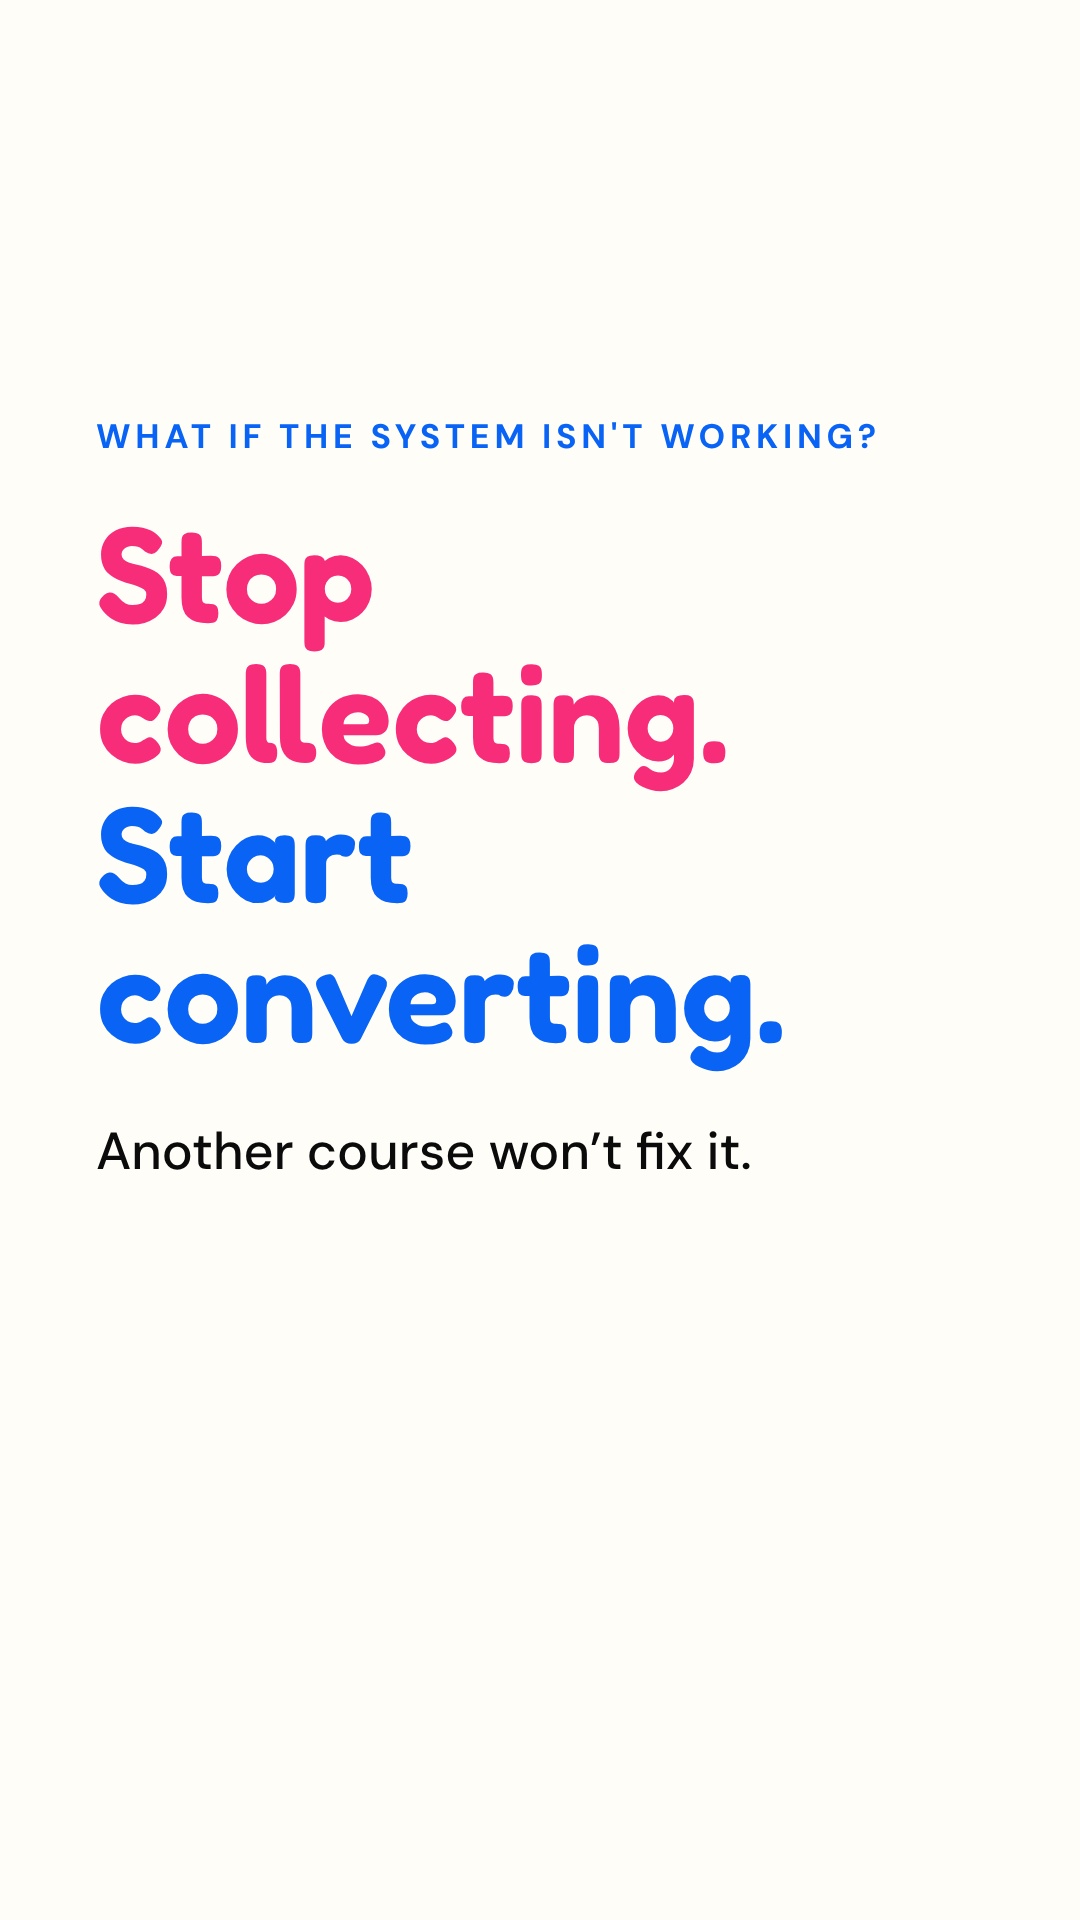 WHAT IF THE SYSTEM ISN'T WORKING?
Stop
collecting.
Start
converting.
Another course won’t fix it.